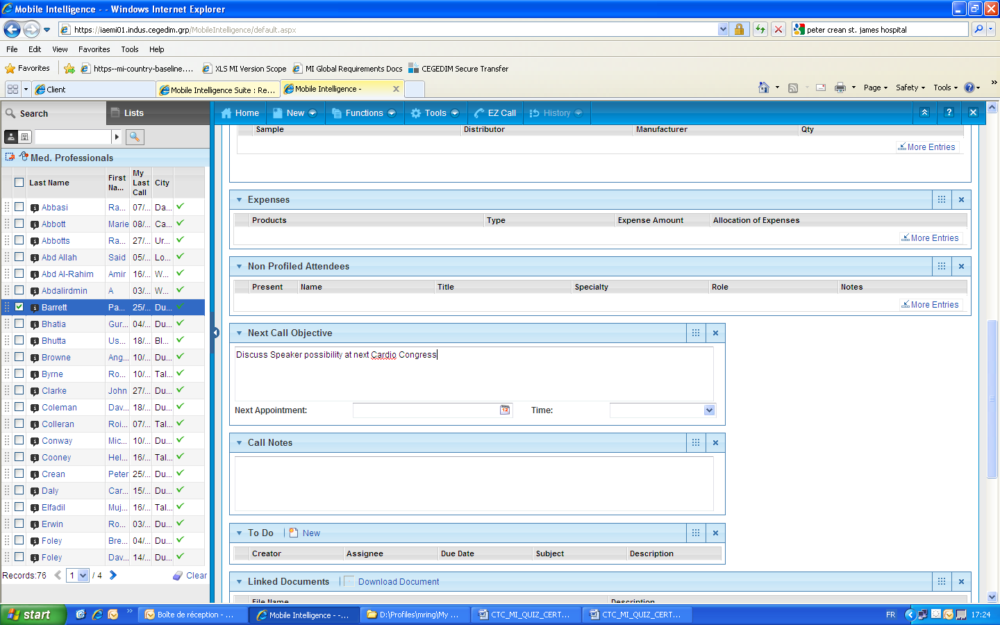 Mobile Intelligence - - Windows Internet Explorer
https://iaemi01.indus.cegedim.grp/MobileIntelligence/default.aspx
peter crean st. james hospital
File Edit View Favorites Tools Help
Favorites https--mi-country-baseline.... XLS MI Version Scope MI Global Requirements Docs CEGEDIM Secure Transfer
Client Mobile Intelligence Suite : Re... Mobile Intelligence - Page Safety Tools
Search Lists Home New Functions Tools EZ Call History
Med. Professionals
Last Name First Na... My Last Call City
Abbasi Ra... 07/... Da...
Abbott Marie 08/... Ca...
Abbotts Ra... 27/... Ur...
Abd Allah Said 05/... Lo...
Abd Al-Rahim Amir 16/... W...
Abdalirdmin A 03/... W...
Barrett Pa... 25/... Du...
Bhatia Gur... 04/... Du...
Bhutta Us... 18/... Bl...
Browne Ang... 10/... Du...
Byrne Ro... 10/... Tal...
Clarke John 27/... Du...
Coleman Dav... 18/... Du...
Colleran Roi... 07/... Tal...
Conway Mic... 10/... Du...
Cooney Hel... 16/... Tal...
Crean Peter 25/... Du...
Daly Car... 15/... Du...
Elfadil Muj... 16/... Tal...
Erwin Ro... 03/... Du...
Foley Bre... 04/... Du...
Foley Dav... 14/... Du...
Records:76 1 / 4 Clear
Sample Distributor Manufacturer Qty
More Entries
Expenses
Products Type Expense Amount Allocation of Expenses
More Entries
Non Profiled Attendees
Present Name Title Specialty Role Notes
More Entries
Next Call Objective
Discuss Speaker possibility at next Cardio Congress
Next Appointment: 12 Time:
Call Notes
To Do New
Creator Assignee Due Date Subject Description
Linked Documents Download Document
File Name Description
start Boîte de réception - ... Mobile Intelligence - -... D:\Profiles\mring\My ... CTC_MI_QUIZ_CERT... CTC_MI_QUIZ_CERT... FR 17:24